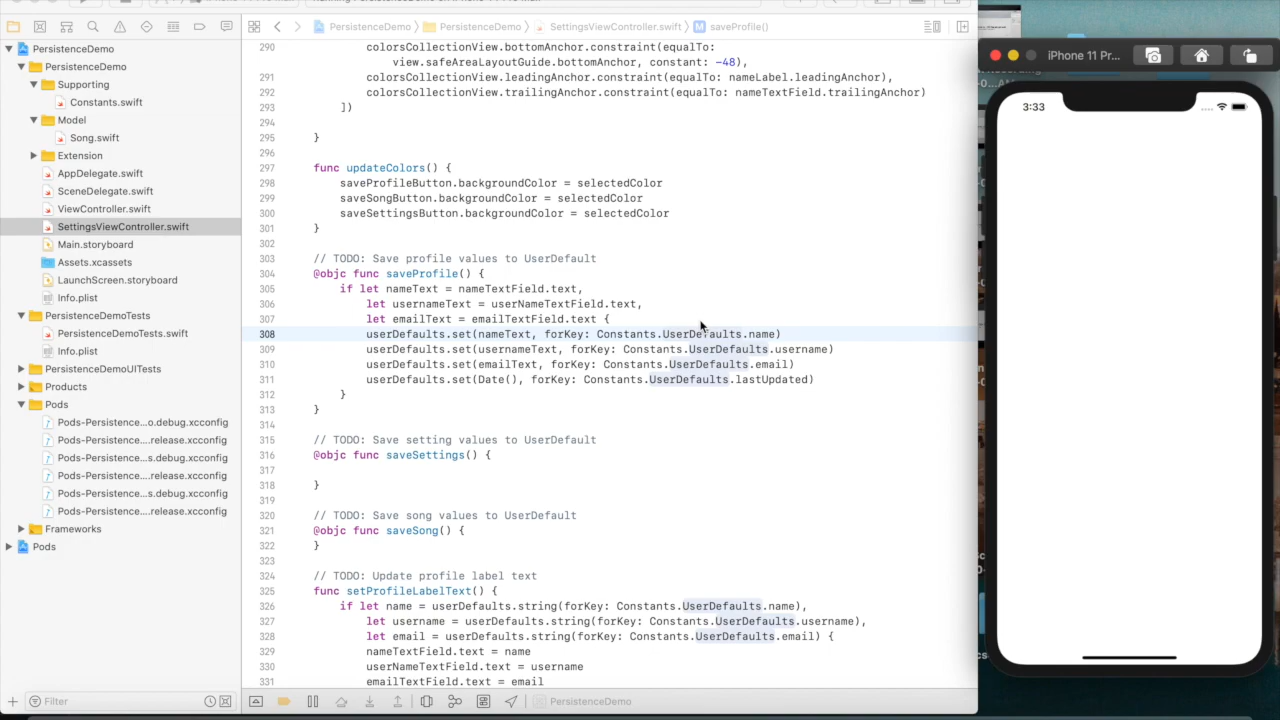 PersistenceDemo
PersistenceDemo
SettingsViewController.swift
saveProfile()
PersistenceDemo
PersistenceDemo
Supporting
Constants.swift
Model
Song.swift
Extension
AppDelegate.swift
SceneDelegate.swift
ViewController.swift
SettingsViewController.swift
Main.storyboard
Assets.xcassets
LaunchScreen.storyboard
Info.plist
PersistenceDemoTests
PersistenceDemoTests.swift
Info.plist
PersistenceDemoUITests
Products
Pods
Pods-Persistence...o.debug.xcconfig
Pods-Persistence....release.xcconfig
Pods-Persistence...s.debug.xcconfig
Pods-Persistence....release.xcconfig
Pods-Persistence...s.debug.xcconfig
Pods-Persistence....release.xcconfig
Frameworks
Pods
Filter
290 colorsCollectionView.bottomAnchor.constraint(equalTo:
view.safeAreaLayoutGuide.bottomAnchor, constant: -48),
291 colorsCollectionView.leadingAnchor.constraint(equalTo: nameLabel.leadingAnchor),
292 colorsCollectionView.trailingAnchor.constraint(equalTo: nameTextField.trailingAnchor)
293 ])
294
295 }
296
297 func updateColors() {
298 saveProfileButton.backgroundColor = selectedColor
299 saveSongButton.backgroundColor = selectedColor
300 saveSettingsButton.backgroundColor = selectedColor
301 }
302
303 // TODO: Save profile values to UserDefault
304 @objc func saveProfile() {
305 if let nameText = nameTextField.text,
306 let usernameText = userNameTextField.text,
307 let emailText = emailTextField.text {
308 userDefaults.set(nameText, forKey: Constants.UserDefaults.name)
309 userDefaults.set(usernameText, forKey: Constants.UserDefaults.username)
310 userDefaults.set(emailText, forKey: Constants.UserDefaults.email)
311 userDefaults.set(Date(), forKey: Constants.UserDefaults.lastUpdated)
312 }
313 }
314
315 // TODO: Save setting values to UserDefault
316 @objc func saveSettings() {
317
318 }
319
320 // TODO: Save song values to UserDefault
321 @objc func saveSong() {
322 }
323
324 // TODO: Update profile label text
325 func setProfileLabelText() {
326 if let name = userDefaults.string(forKey: Constants.UserDefaults.name),
327 let username = userDefaults.string(forKey: Constants.UserDefaults.username),
328 let email = userDefaults.string(forKey: Constants.UserDefaults.email) {
329 nameTextField.text = name
330 userNameTextField.text = username
331 emailTextField.text = email
PersistenceDemo
iPhone 11 Pr...
3:33